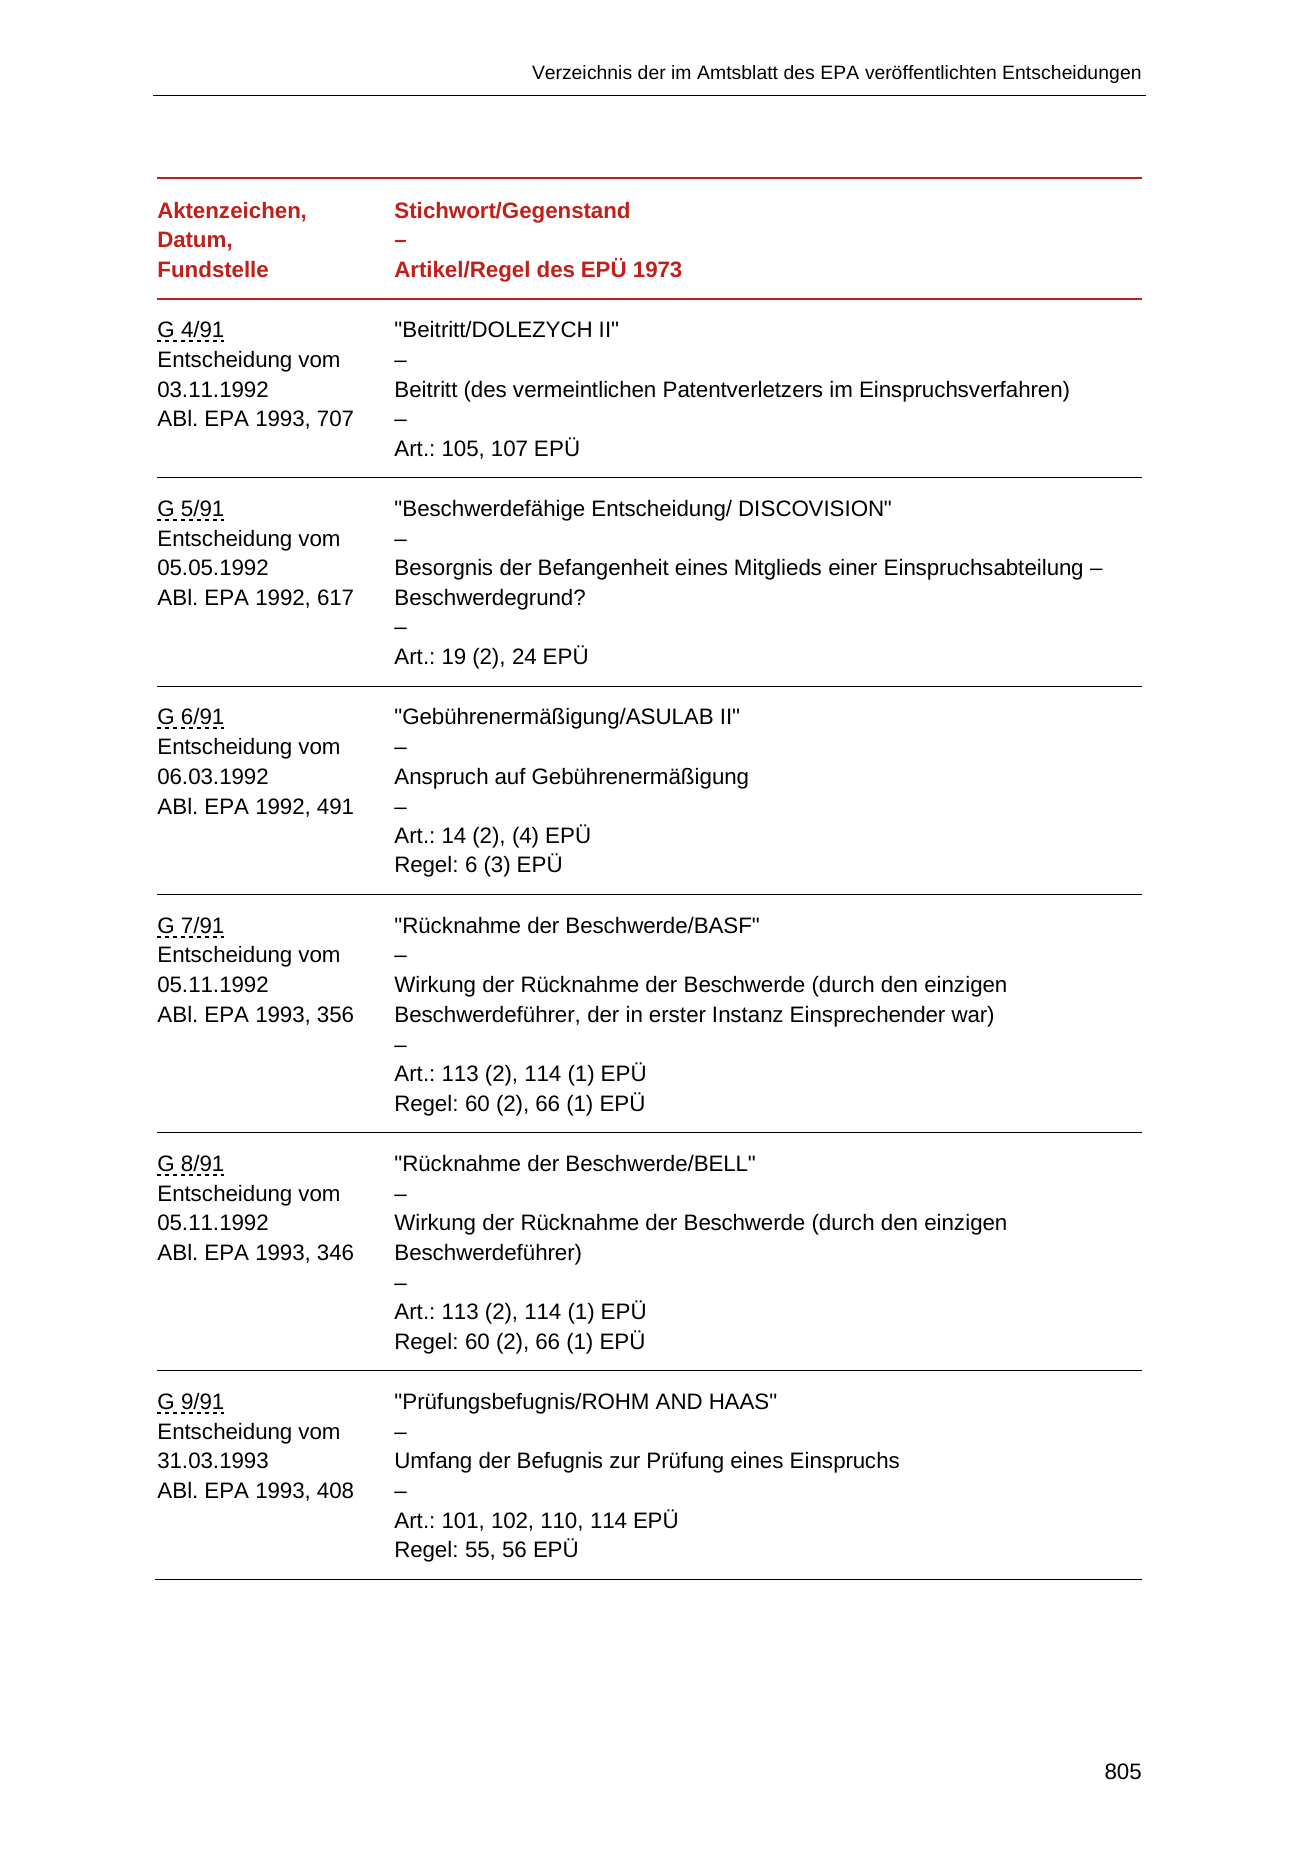 Verzeichnis der im Amtsblatt des EPA veröffentlichten Entscheidungen
Aktenzeichen,
Datum,
Fundstelle
Stichwort/Gegenstand
–
Artikel/Regel des EPÜ 1973
G 4/91
Entscheidung vom
03.11.1992
ABl. EPA 1993, 707
"Beitritt/DOLEZYCH II"
–
Beitritt (des vermeintlichen Patentverletzers im Einspruchsverfahren)
–
Art.: 105, 107 EPÜ
G 5/91
Entscheidung vom
05.05.1992
ABl. EPA 1992, 617
"Beschwerdefähige Entscheidung/ DISCOVISION"
–
Besorgnis der Befangenheit eines Mitglieds einer Einspruchsabteilung –
Beschwerdegrund?
–
Art.: 19 (2), 24 EPÜ
G 6/91
Entscheidung vom
06.03.1992
ABl. EPA 1992, 491
"Gebührenermäßigung/ASULAB II"
–
Anspruch auf Gebührenermäßigung
–
Art.: 14 (2), (4) EPÜ
Regel: 6 (3) EPÜ
G 7/91
Entscheidung vom
05.11.1992
ABl. EPA 1993, 356
"Rücknahme der Beschwerde/BASF"
–
Wirkung der Rücknahme der Beschwerde (durch den einzigen
Beschwerdeführer, der in erster Instanz Einsprechender war)
–
Art.: 113 (2), 114 (1) EPÜ
Regel: 60 (2), 66 (1) EPÜ
G 8/91
Entscheidung vom
05.11.1992
ABl. EPA 1993, 346
"Rücknahme der Beschwerde/BELL"
–
Wirkung der Rücknahme der Beschwerde (durch den einzigen
Beschwerdeführer)
–
Art.: 113 (2), 114 (1) EPÜ
Regel: 60 (2), 66 (1) EPÜ
G 9/91
Entscheidung vom
31.03.1993
ABl. EPA 1993, 408
"Prüfungsbefugnis/ROHM AND HAAS"
–
Umfang der Befugnis zur Prüfung eines Einspruchs
–
Art.: 101, 102, 110, 114 EPÜ
Regel: 55, 56 EPÜ
805